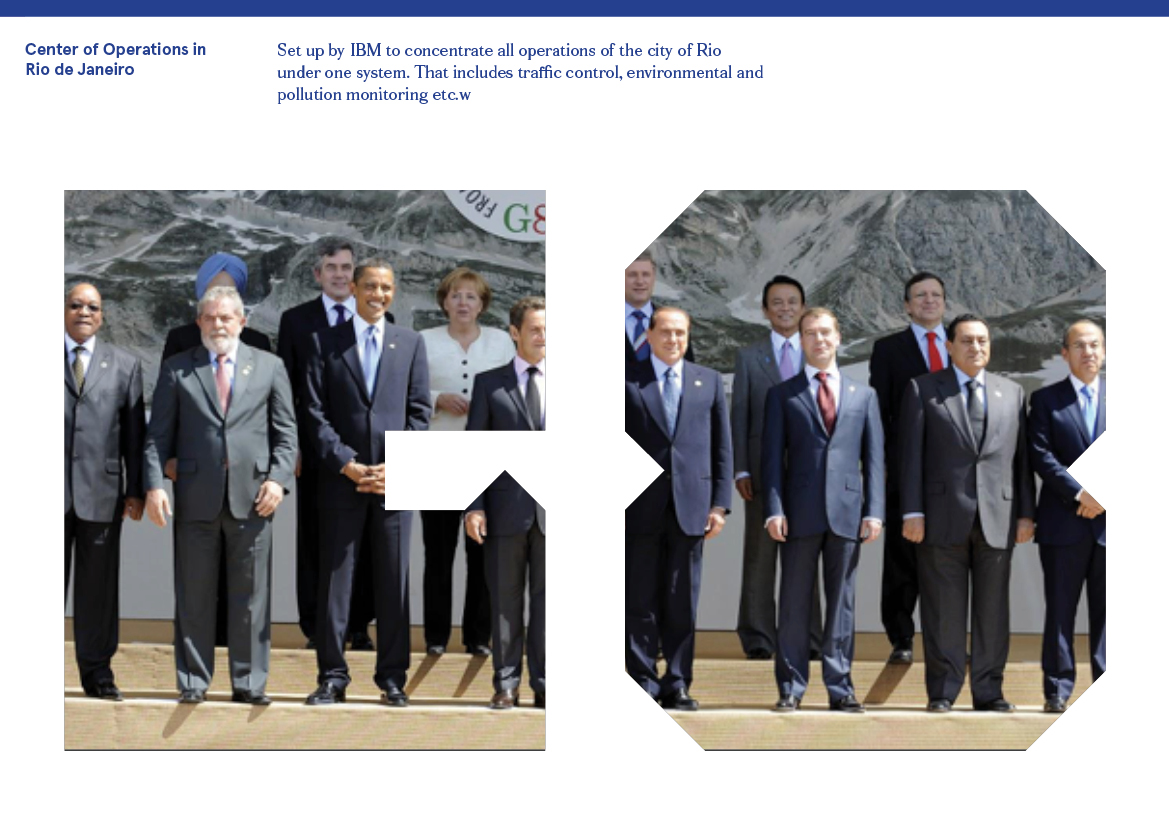 Center of Operations in
Rio de Janeiro
Set up by IBM to concentrate all operations of the city of Rio
under one system. That includes traffic control, environmental and
pollution monitoring etc.w
FRO
G8